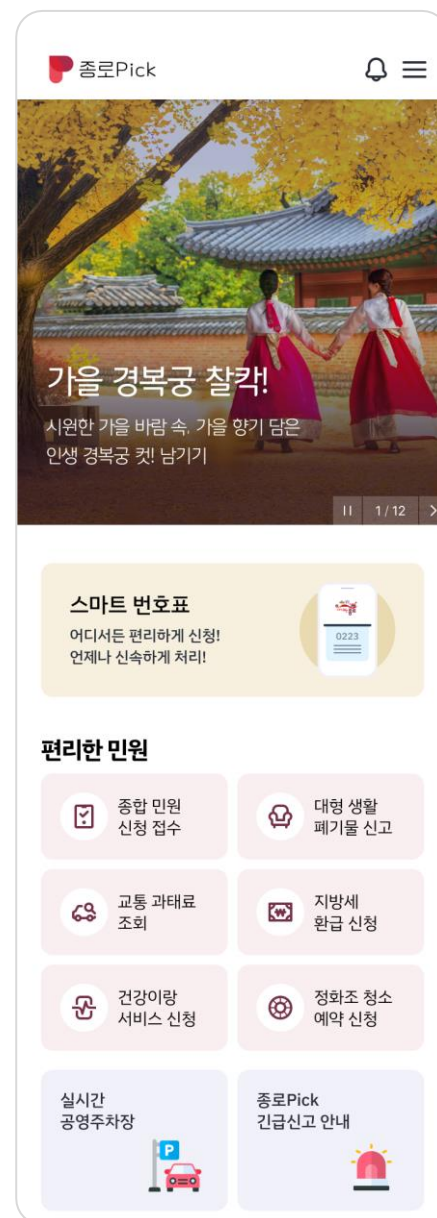 종로Pick
가을 경복궁 찰칵!
시원한 가을 바람 속, 가을 향기 담은
인생 경복궁 컷! 남기기
1 / 12
스마트 번호표
어디서든 편리하게 신청!
언제나 신속하게 처리!
0223
편리한 민원
종합 민원
신청 접수
대형 생활
폐기물 신고
교통 과태료
조회
지방세
환급 신청
건강이랑
서비스 신청
정화조 청소
예약 신청
실시간
공영주차장
P
종로Pick
긴급신고 안내